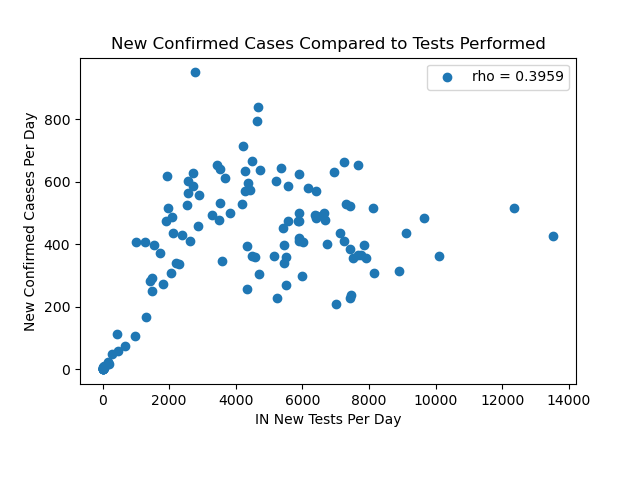 New Confirmed Cases Compared to Tests Performed
rho = 0.3959
New Confirmed Caeses Per Day
800
600
400
200
0
0 2000 4000 6000 8000 10000 12000 14000
IN New Tests Per Day